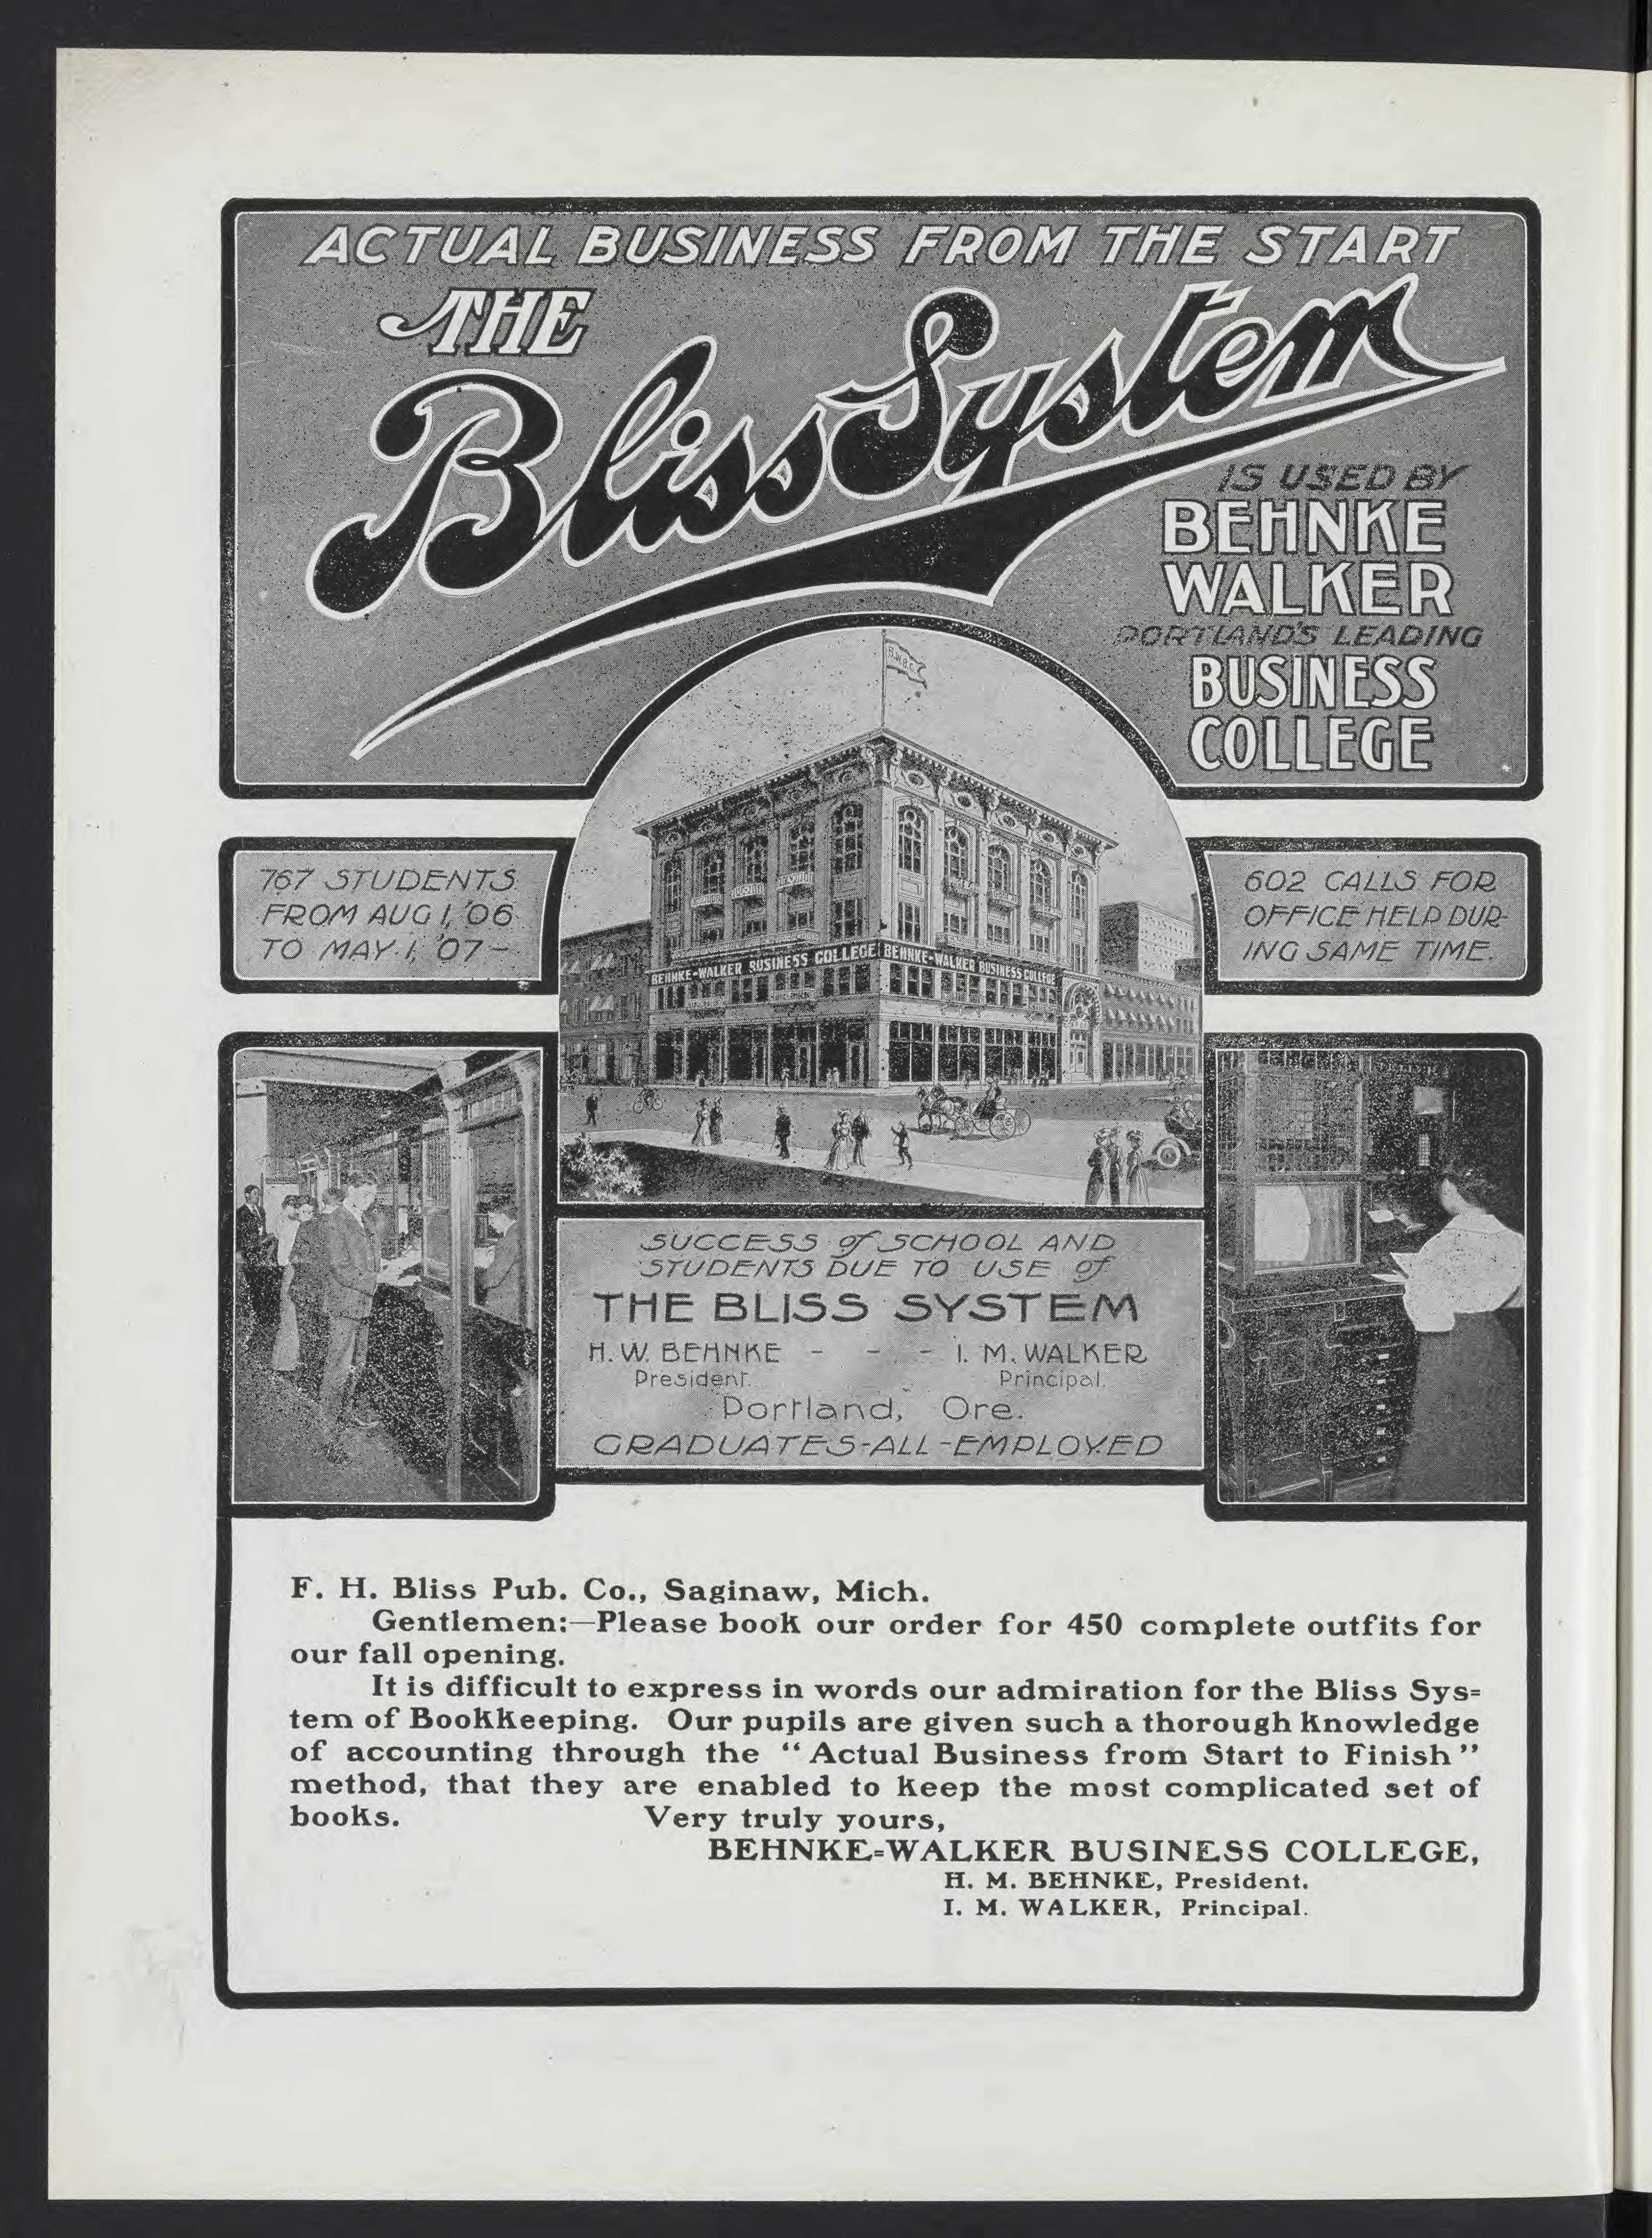 ACTUAL BUSINESS FROM THE START
THE
Bliss System
IS USED BY
BEHNKE
WALKER
PORTLAND'S LEADING
BUSINESS
COLLEGE
B.W.B.C.
767 STUDENTS
FROM AUG 1, '06
TO MAY. 1, '07-
602 CALLS FOR
OFFICE HELP DUR-
ING SAME TIME.
BEHNKE-WALKER BUSINESS COLLEGE
BEHNKE-WALKER BUSINESS COLLEGE
SUCCESS of SCHOOL AND
STUDENTS DUE TO USE of
THE BLISS SYSTEM
H. W. BEHNKE - - - I. M. WALKER
President. Principal.
Portland, Ore.
GRADUATES-ALL-EMPLOYED
F. H. Bliss Pub. Co., Saginaw, Mich.
Gentlemen:—Please book our order for 450 complete outfits for
our fall opening.
It is difficult to express in words our admiration for the Bliss Sys=
tem of Bookkeeping. Our pupils are given such a thorough knowledge
of accounting through the "Actual Business from Start to Finish"
method, that they are enabled to keep the most complicated set of
books. Very truly yours,
BEHNKE=WALKER BUSINESS COLLEGE,
H. M. BEHNKE, President.
I. M. WALKER, Principal.